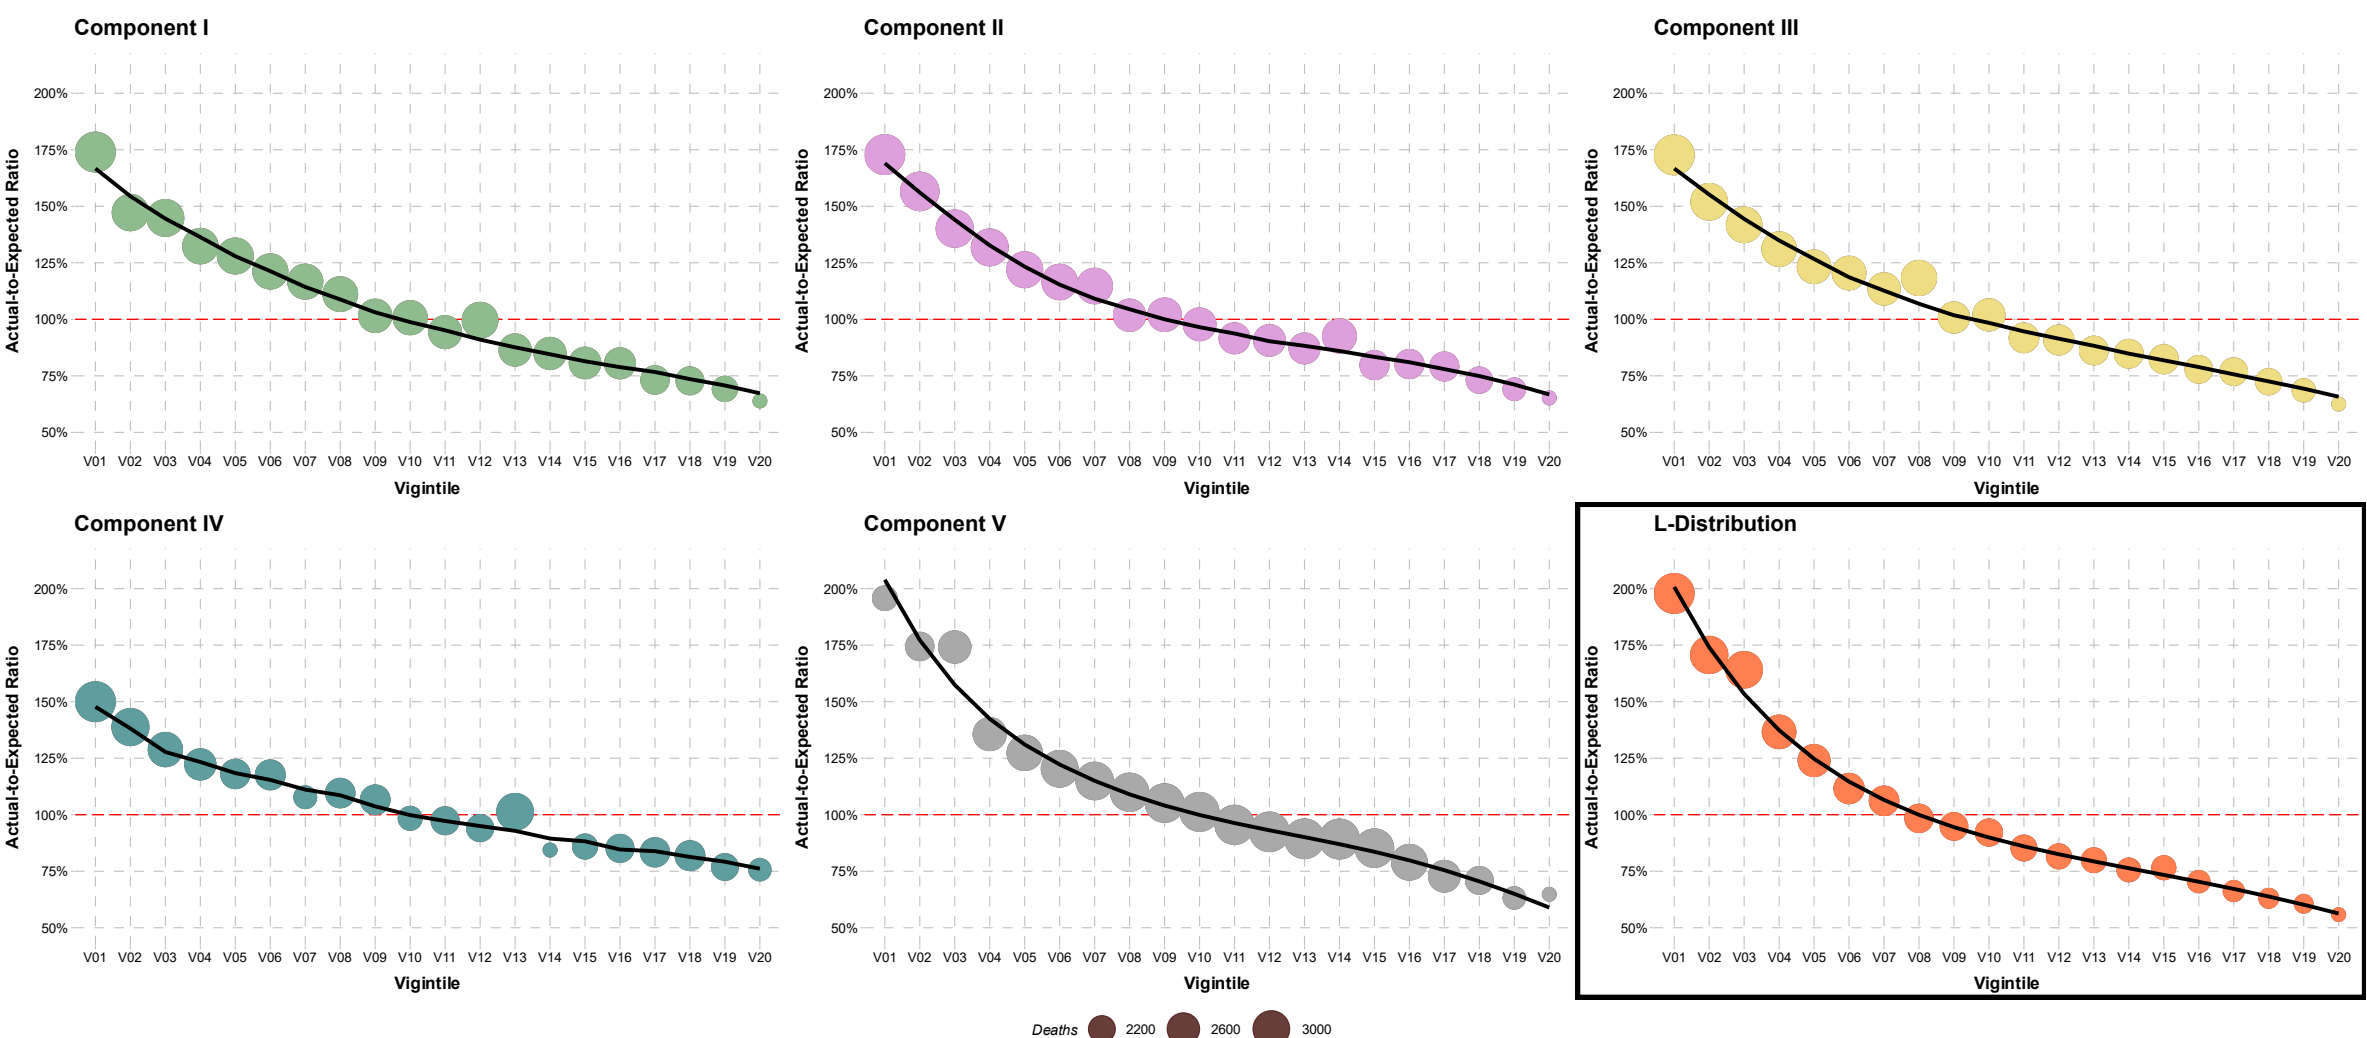 Component I
Component II
Component III
Actual-to-Expected Ratio
200%
175%
150%
125%
100%
75%
50%
V01 V02 V03 V04 V05 V06 V07 V08 V09 V10 V11 V12 V13 V14 V15 V16 V17 V18 V19 V20
Vigintile
Actual-to-Expected Ratio
200%
175%
150%
125%
100%
75%
50%
V01 V02 V03 V04 V05 V06 V07 V08 V09 V10 V11 V12 V13 V14 V15 V16 V17 V18 V19 V20
Vigintile
Actual-to-Expected Ratio
200%
175%
150%
125%
100%
75%
50%
V01 V02 V03 V04 V05 V06 V07 V08 V09 V10 V11 V12 V13 V14 V15 V16 V17 V18 V19 V20
Vigintile
Component IV
Component V
L-Distribution
Actual-to-Expected Ratio
200%
175%
150%
125%
100%
75%
50%
V01 V02 V03 V04 V05 V06 V07 V08 V09 V10 V11 V12 V13 V14 V15 V16 V17 V18 V19 V20
Vigintile
Actual-to-Expected Ratio
200%
175%
150%
125%
100%
75%
50%
V01 V02 V03 V04 V05 V06 V07 V08 V09 V10 V11 V12 V13 V14 V15 V16 V17 V18 V19 V20
Vigintile
Actual-to-Expected Ratio
200%
175%
150%
125%
100%
75%
50%
V01 V02 V03 V04 V05 V06 V07 V08 V09 V10 V11 V12 V13 V14 V15 V16 V17 V18 V19 V20
Vigintile
Deaths 2200 2600 3000